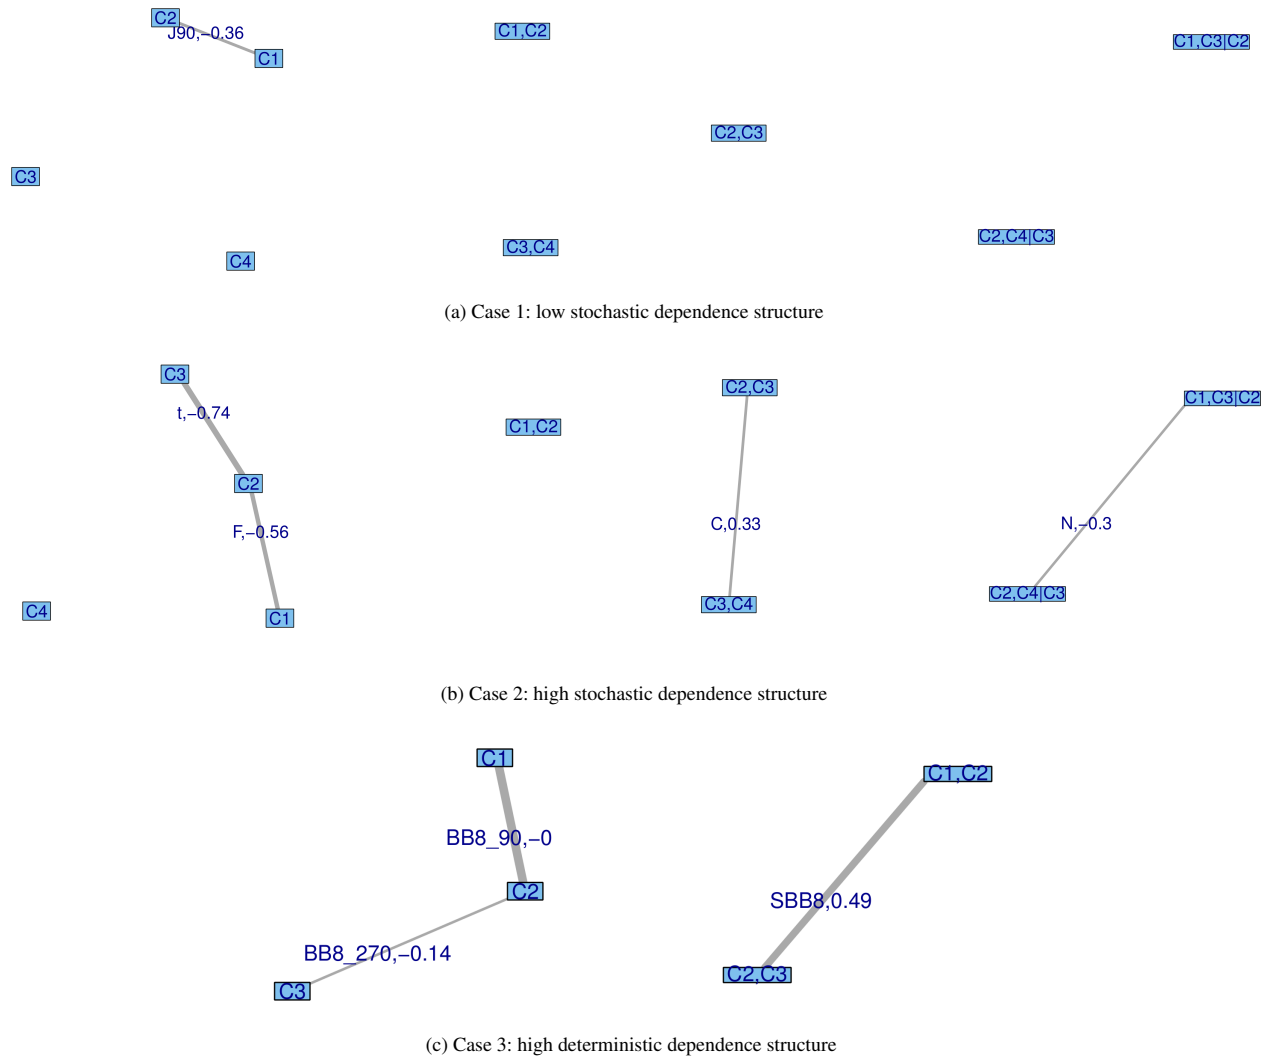 C2
J90,−0.36
C1
C1,C2
C1,C3|C2
C2,C3
C3
C3,C4
C2,C4|C3
C4
(a) Case 1: low stochastic dependence structure
C3
t,−0.74
C2,C3
C1,C3|C2
C1,C2
C2
F,−0.56
C,0.33
N,−0.3
C4
C1
C3,C4
C2,C4|C3
(b) Case 2: high stochastic dependence structure
C1
C1,C2
BB8_90,−0
C2
SBB8,0.49
BB8_270,−0.14
C3
C2,C3
(c) Case 3: high deterministic dependence structure